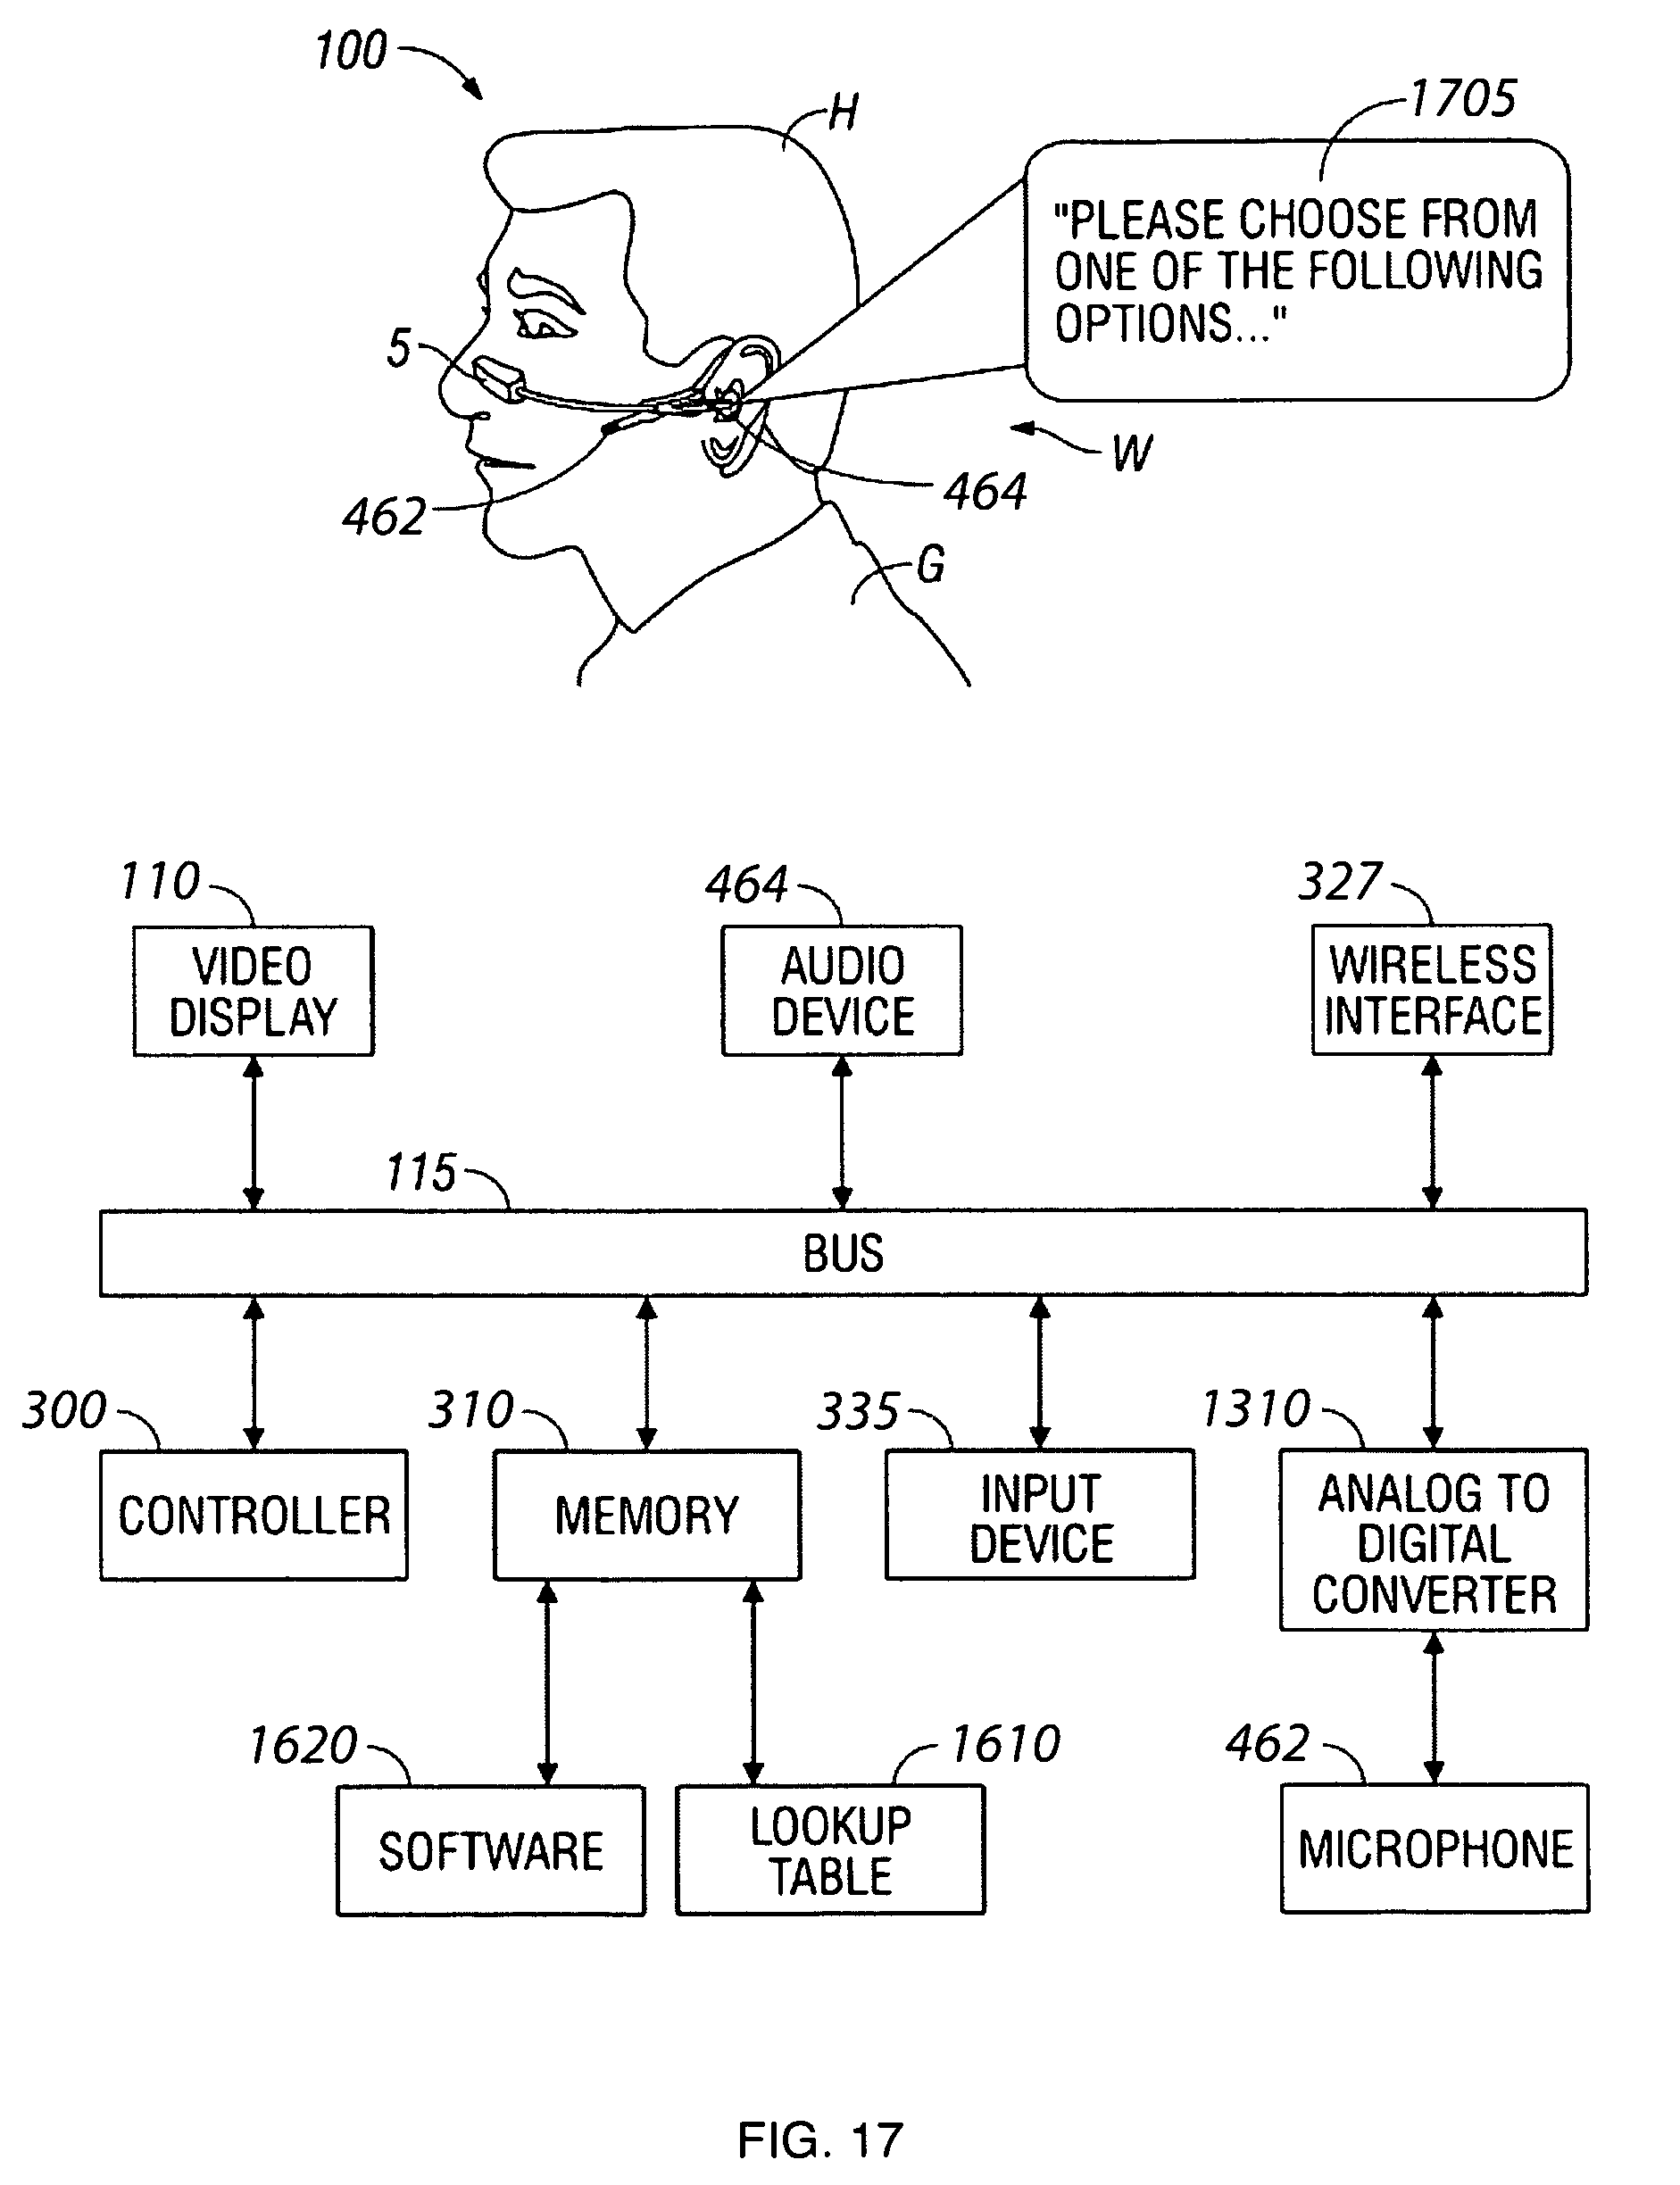 100
H
1705
"PLEASE CHOOSE FROM
ONE OF THE FOLLOWING
OPTIONS..."
5
W
462
464
G
110
464
327
VIDEO
DISPLAY
AUDIO
DEVICE
WIRELESS
INTERFACE
115
BUS
300
310
335
1310
CONTROLLER
MEMORY
INPUT
DEVICE
ANALOG TO
DIGITAL
CONVERTER
1620
1610
462
SOFTWARE
LOOKUP
TABLE
MICROPHONE
FIG. 17